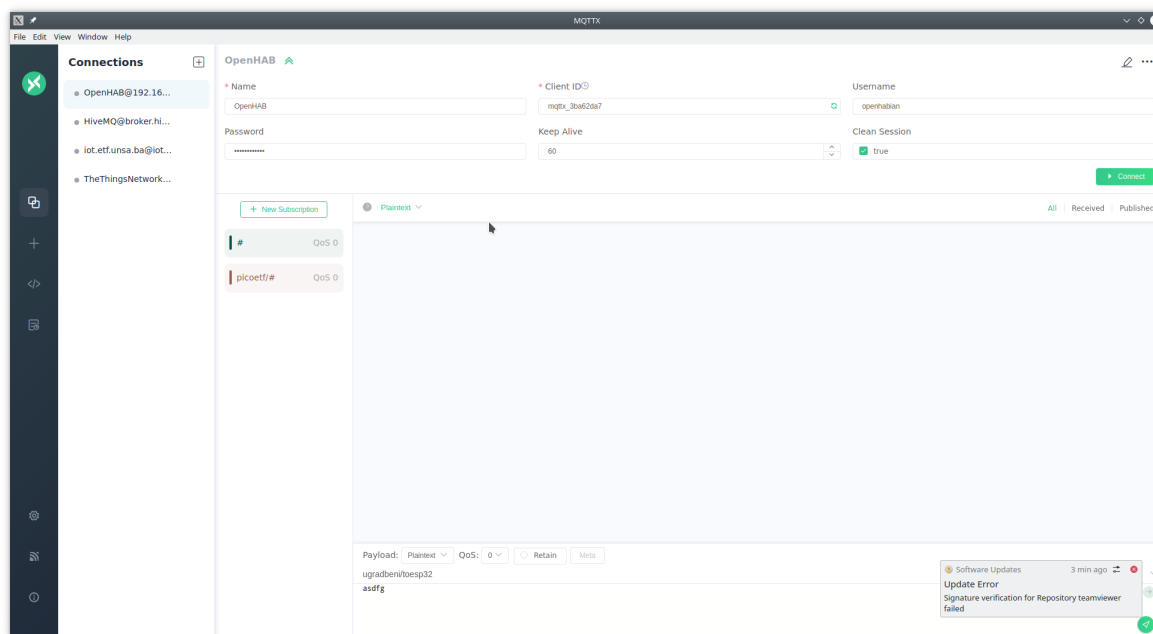 MQTTX
File Edit View Window Help
Connections
OpenHAB@192.16...
HiveMQ@broker.hi...
iot.etf.unsa.ba@iot...
TheThingsNetwork...
OpenHAB
* Name
* Client ID
Username
OpenHAB
mqttx_3ba62da7
openhabian
Password
Keep Alive
Clean Session
••••••••••••
60
true
Connect
+ New Subscription
Plaintext
All Received Published
# QoS 0
picoetf/# QoS 0
Payload: Plaintext QoS: 0 Retain Meta
ugradbeni/toesp32
asdfg
Software Updates 3 min ago
Update Error
Signature verification for Repository teamviewer
failed